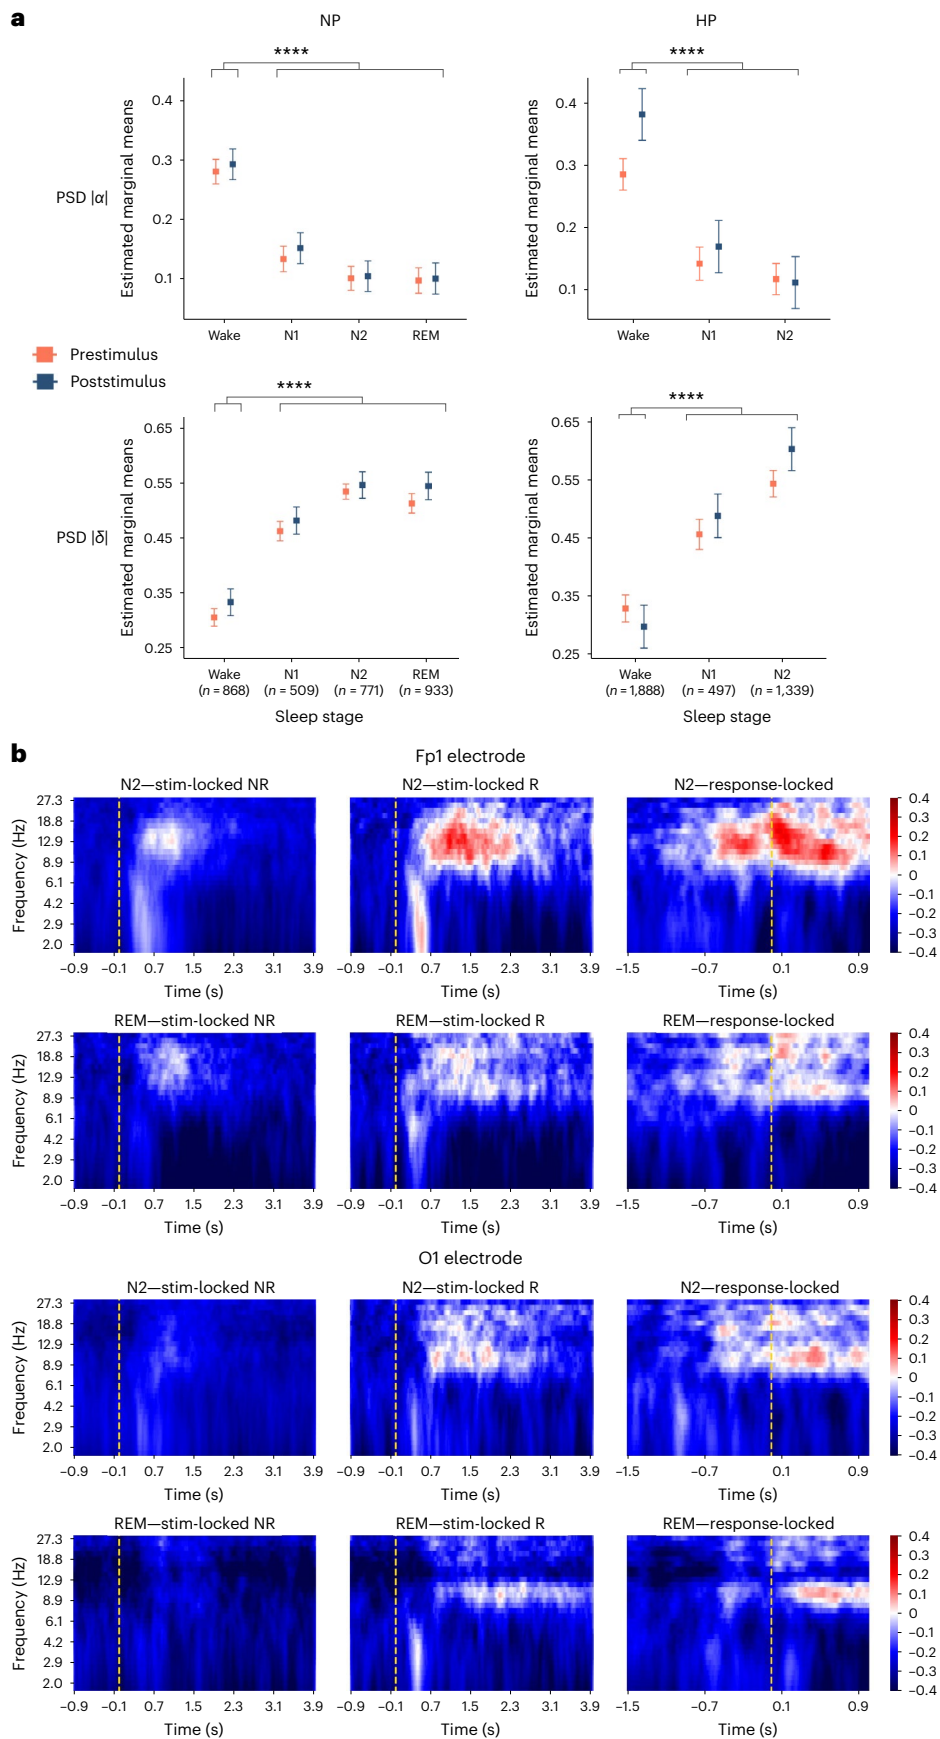 a
NP
HP
****
****
0.4
0.3
0.2
0.1
Estimated marginal means
PSD |α|
Wake
N1
N2
REM
0.4
0.3
0.2
0.1
Estimated marginal means
Wake
N1
N2
Prestimulus
Poststimulus
****
****
0.65
0.55
0.45
0.35
0.25
Estimated marginal means
PSD |δ|
Wake
N1
N2
REM
(n = 868)
(n = 509)
(n = 771)
(n = 933)
Sleep stage
0.65
0.55
0.45
0.35
0.25
Estimated marginal means
Wake
N1
N2
(n = 1,888)
(n = 497)
(n = 1,339)
Sleep stage
b
Fp1 electrode
N2—stim-locked NR
N2—stim-locked R
N2—response-locked
27.3
18.8
12.9
8.9
6.1
4.2
2.9
2.0
Frequency (Hz)
0.4
0.3
0.2
0.1
0
–0.1
–0.2
–0.3
–0.4
–0.9 –0.1 0.7 1.5 2.3 3.1 3.9
–0.9 –0.1 0.7 1.5 2.3 3.1 3.9
–1.5 –0.7 0.1 0.9
Time (s)
Time (s)
Time (s)
REM—stim-locked NR
REM—stim-locked R
REM—response-locked
27.3
18.8
12.9
8.9
6.1
4.2
2.9
2.0
Frequency (Hz)
0.4
0.3
0.2
0.1
0
–0.1
–0.2
–0.3
–0.4
–0.9 –0.1 0.7 1.5 2.3 3.1 3.9
–0.9 –0.1 0.7 1.5 2.3 3.1 3.9
–1.5 –0.7 0.1 0.9
Time (s)
Time (s)
Time (s)
O1 electrode
N2—stim-locked NR
N2—stim-locked R
N2—response-locked
27.3
18.8
12.9
8.9
6.1
4.2
2.9
2.0
Frequency (Hz)
0.4
0.3
0.2
0.1
0
–0.1
–0.2
–0.3
–0.4
–0.9 –0.1 0.7 1.5 2.3 3.1 3.9
–0.9 –0.1 0.7 1.5 2.3 3.1 3.9
–1.5 –0.7 0.1 0.9
Time (s)
Time (s)
Time (s)
REM—stim-locked NR
REM—stim-locked R
REM—response-locked
27.3
18.8
12.9
8.9
6.1
4.2
2.9
2.0
Frequency (Hz)
0.4
0.3
0.2
0.1
0
–0.1
–0.2
–0.3
–0.4
–0.9 –0.1 0.7 1.5 2.3 3.1 3.9
–0.9 –0.1 0.7 1.5 2.3 3.1 3.9
–1.5 –0.7 0.1 0.9
Time (s)
Time (s)
Time (s)